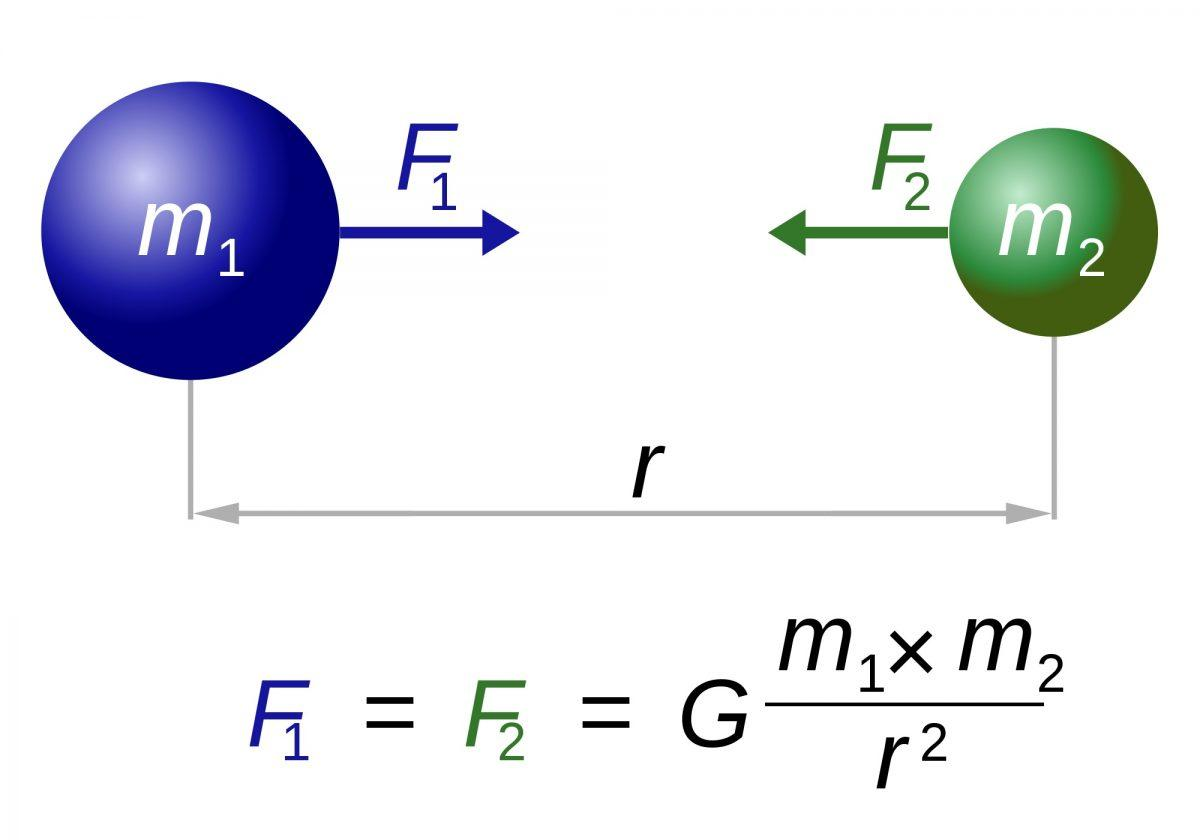 F₁ F₂
m₁ m₂
r
F₁ = F₂ = G m₁ × m₂
r²